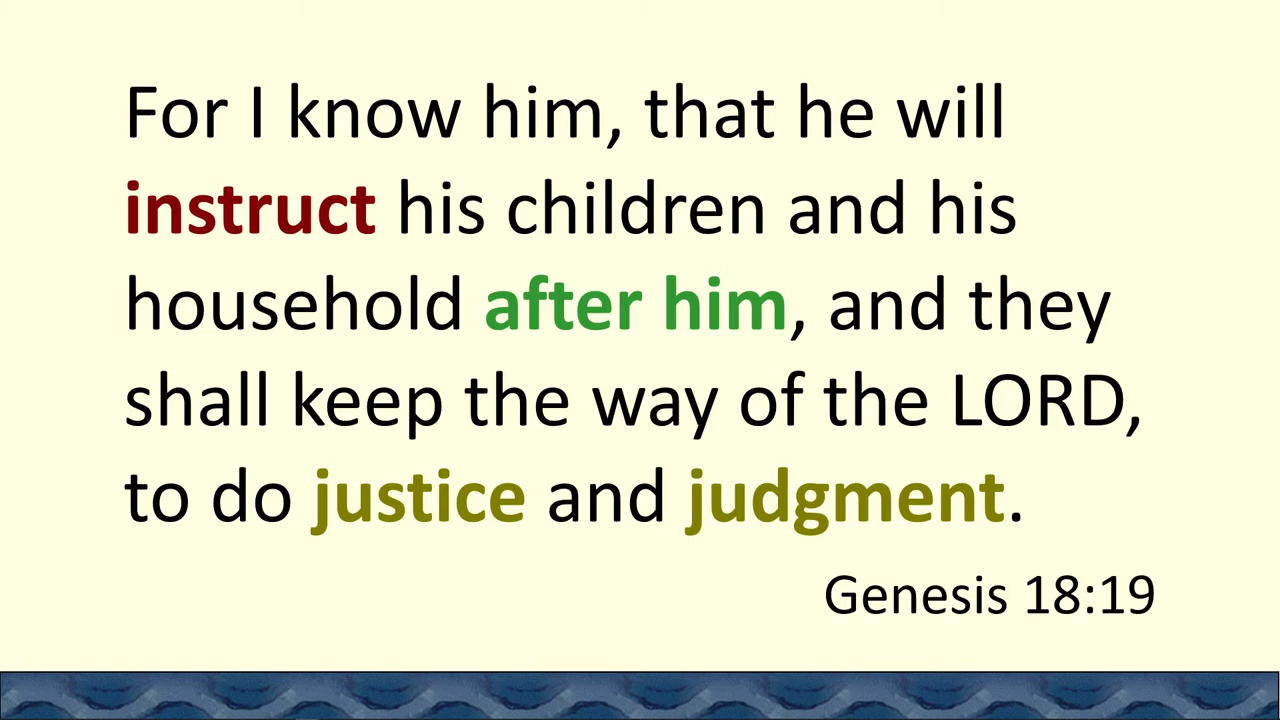 For I know him, that he will
instruct his children and his
household after him, and they
shall keep the way of the LORD,
to do justice and judgment.
Genesis 18:19